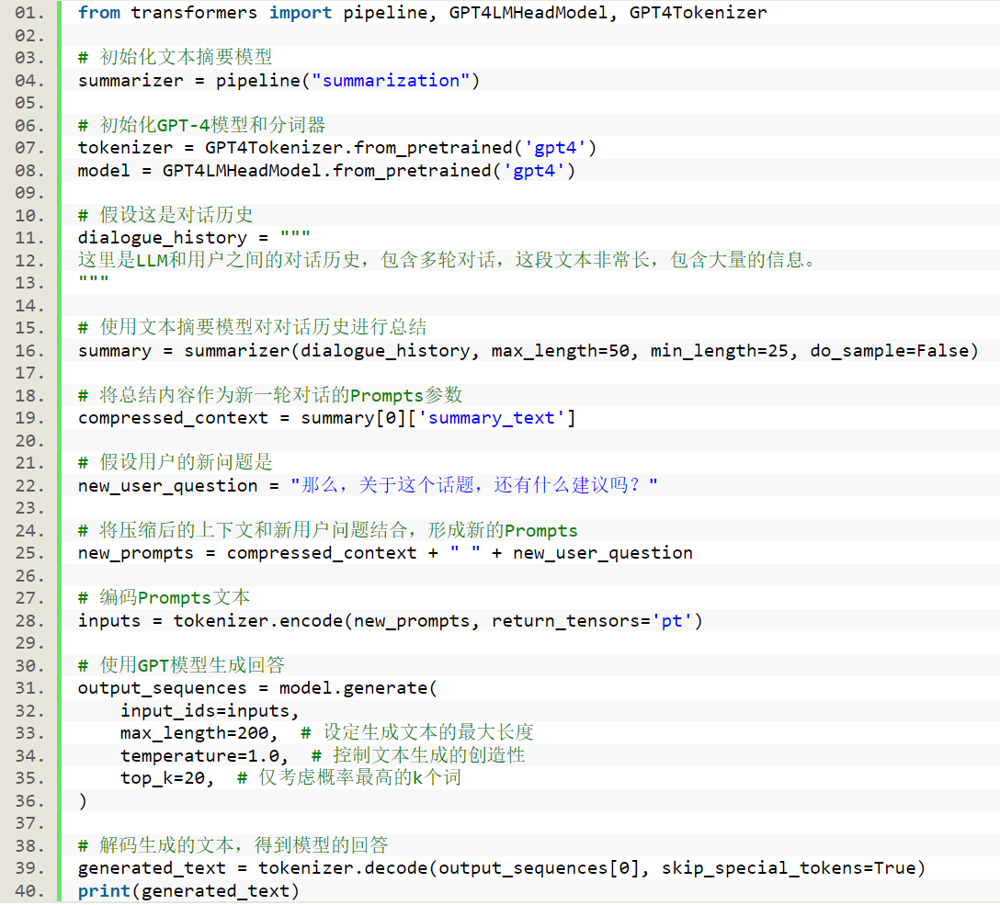 01. from transformers import pipeline, GPT4LMHeadModel, GPT4Tokenizer
02.
03. # 初始化文本摘要模型
04. summarizer = pipeline("summarization")
05.
06. # 初始化GPT-4模型和分词器
07. tokenizer = GPT4Tokenizer.from_pretrained('gpt4')
08. model = GPT4LMHeadModel.from_pretrained('gpt4')
09.
10. # 假设这是对话历史
11. dialogue_history = """
12. 这里是LLM和用户之间的对话历史，包含多轮对话，这段文本非常长，包含大量的信息。
13. """
14.
15. # 使用文本摘要模型对对话历史进行总结
16. summary = summarizer(dialogue_history, max_length=50, min_length=25, do_sample=False)
17.
18. # 将总结内容作为新一轮对话的Prompts参数
19. compressed_context = summary[0]['summary_text']
20.
21. # 假设用户的新问题是
22. new_user_question = "那么，关于这个话题，还有什么建议吗？"
23.
24. # 将压缩后的上下文和新用户问题结合，形成新的Prompts
25. new_prompts = compressed_context + " " + new_user_question
26.
27. # 编码Prompts文本
28. inputs = tokenizer.encode(new_prompts, return_tensors='pt')
29.
30. # 使用GPT模型生成回答
31. output_sequences = model.generate(
32.     input_ids=inputs,
33.     max_length=200,  # 设定生成文本的最大长度
34.     temperature=1.0,  # 控制文本生成的创造性
35.     top_k=20,  # 仅考虑概率最高的k个词
36. )
37.
38. # 解码生成的文本，得到模型的回答
39. generated_text = tokenizer.decode(output_sequences[0], skip_special_tokens=True)
40. print(generated_text)